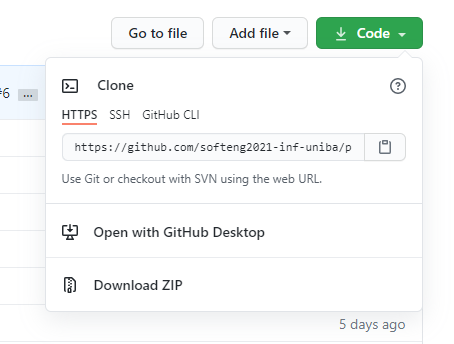 Go to file Add file Code
#6 ...
Clone
HTTPS SSH GitHub CLI
https://github.com/softeng2021-inf-uniba/p
Use Git or checkout with SVN using the web URL.
Open with GitHub Desktop
Download ZIP
5 days ago